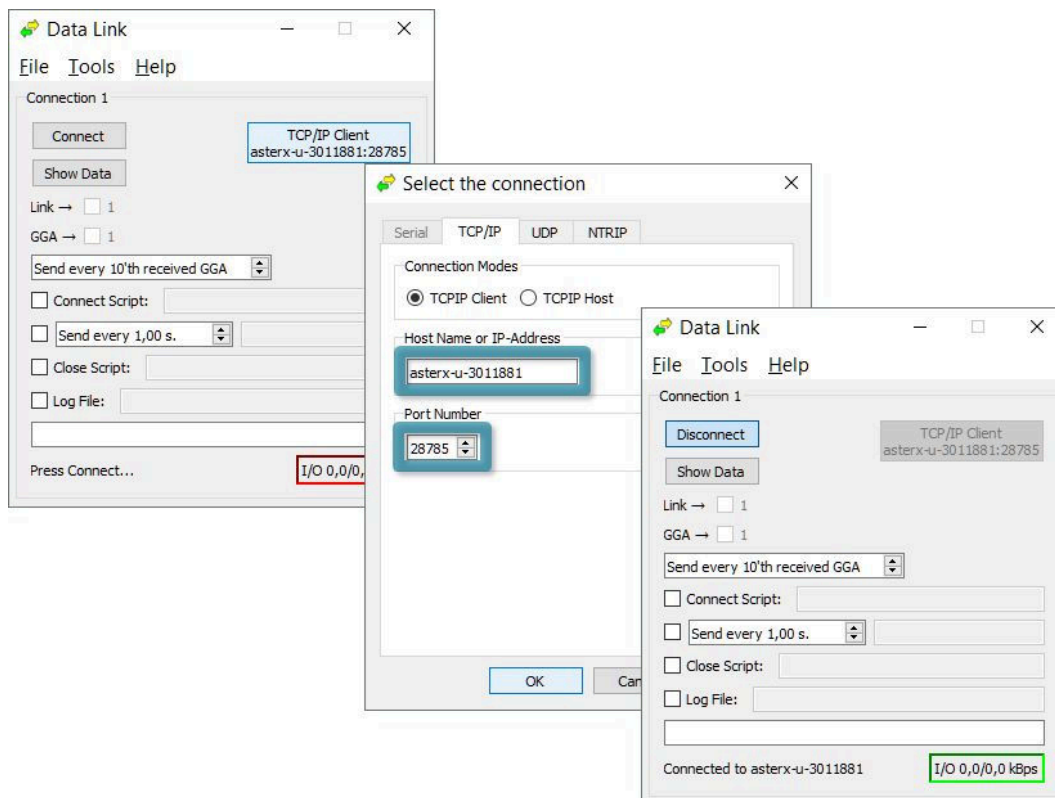 Data Link
File Tools Help
Connection 1
Connect
TCP/IP Client
asterx-u-3011881:28785
Show Data
Link → 1
GGA → 1
Send every 10'th received GGA
Connect Script:
Send every 1,00 s.
Close Script:
Log File:
Press Connect...
I/O 0,0/0,
Select the connection
Serial TCP/IP UDP NTRIP
Connection Modes
TCPIP Client TCPIP Host
Host Name or IP-Address
asterx-u-3011881
Port Number
28785
OK Can
Data Link
File Tools Help
Connection 1
Disconnect
TCP/IP Client
asterx-u-3011881:28785
Show Data
Link → 1
GGA → 1
Send every 10'th received GGA
Connect Script:
Send every 1,00 s.
Close Script:
Log File:
Connected to asterx-u-3011881
I/O 0,0/0,0 kBps